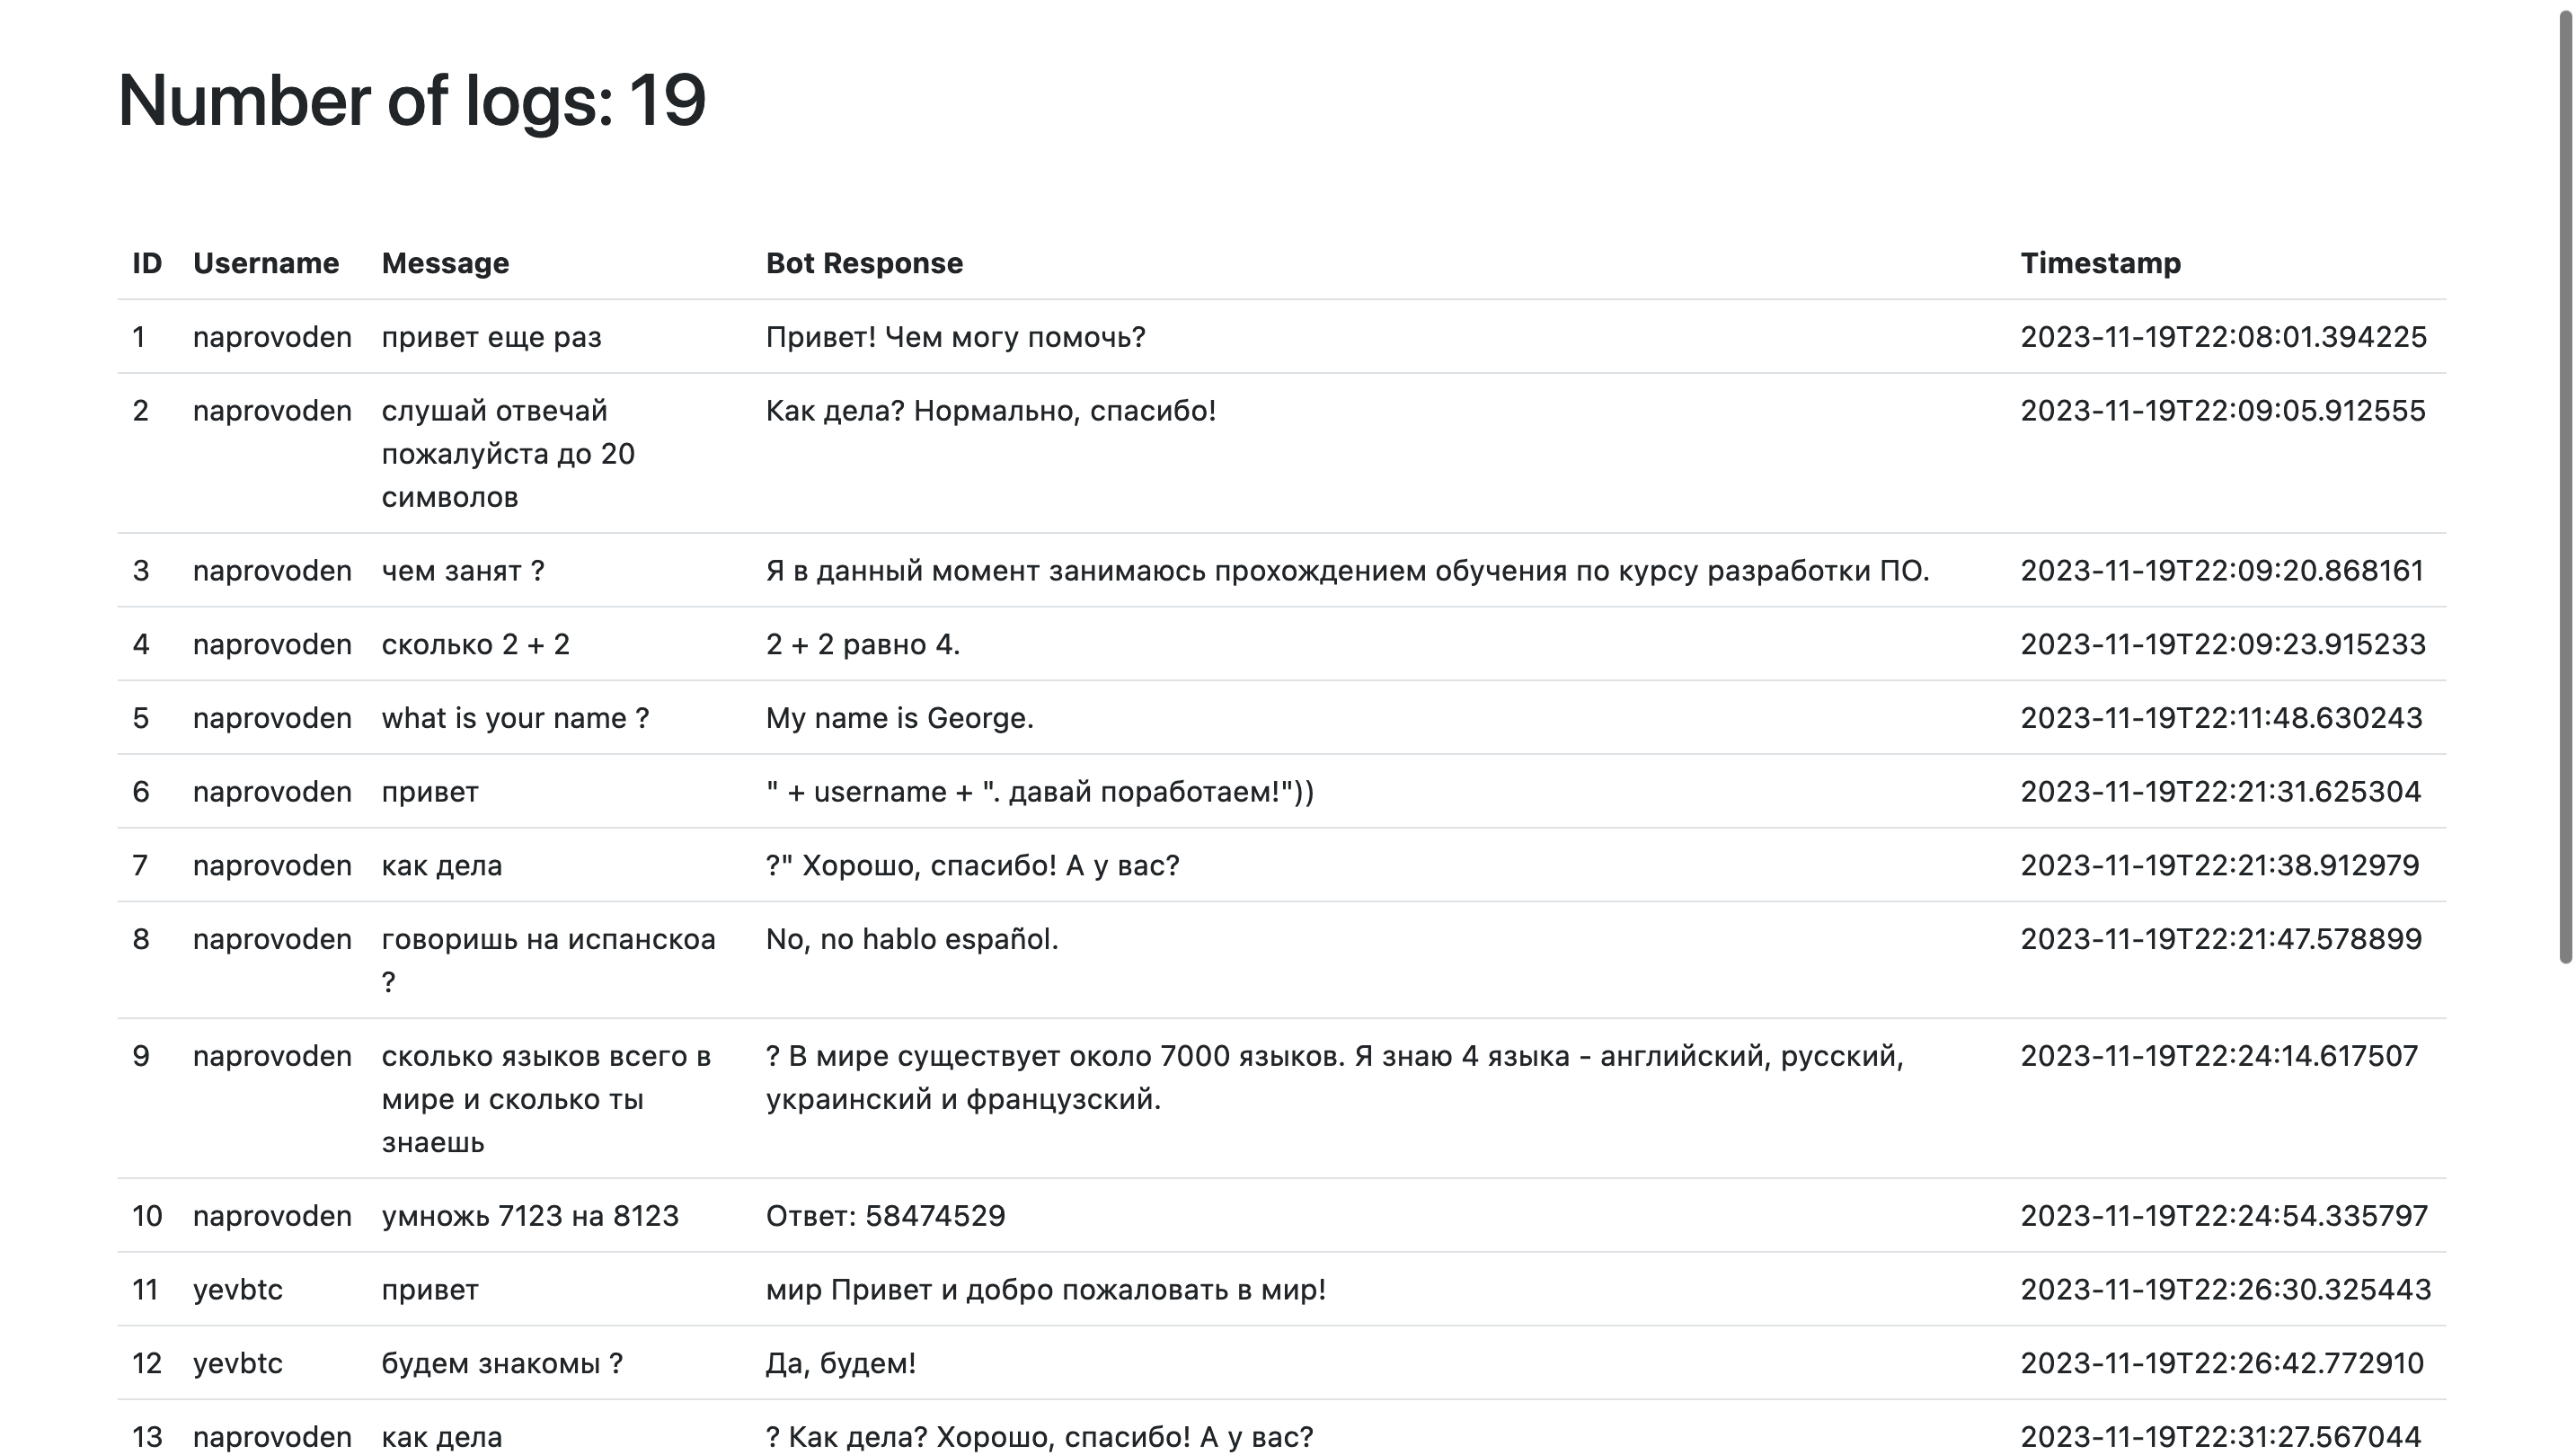 Number of logs: 19
ID Username Message Bot Response Timestamp
1 naprovoden привет еще раз Привет! Чем могу помочь? 2023-11-19T22:08:01.394225
2 naprovoden слушай отвечай Как дела? Нормально, спасибо! 2023-11-19T22:09:05.912555
пожалуйста до 20
символов
3 naprovoden чем занят ? Я в данный момент занимаюсь прохождением обучения по курсу разработки ПО. 2023-11-19T22:09:20.868161
4 naprovoden сколько 2 + 2 2 + 2 равно 4. 2023-11-19T22:09:23.915233
5 naprovoden what is your name ? My name is George. 2023-11-19T22:11:48.630243
6 naprovoden привет " + username + ". давай поработаем!")) 2023-11-19T22:21:31.625304
7 naprovoden как дела ?" Хорошо, спасибо! А у вас? 2023-11-19T22:21:38.912979
8 naprovoden говоришь на испанскоа No, no hablo español. 2023-11-19T22:21:47.578899
?
9 naprovoden сколько языков всего в ? В мире существует около 7000 языков. Я знаю 4 языка - английский, русский, 2023-11-19T22:24:14.617507
мире и сколько ты украинский и французский.
знаешь
10 naprovoden умножь 7123 на 8123 Ответ: 58474529 2023-11-19T22:24:54.335797
11 yevbtc привет мир Привет и добро пожаловать в мир! 2023-11-19T22:26:30.325443
12 yevbtc будем знакомы ? Да, будем! 2023-11-19T22:26:42.772910
13 naprovoden как дела ? Как дела? Хорошо, спасибо! А у вас? 2023-11-19T22:31:27.567044